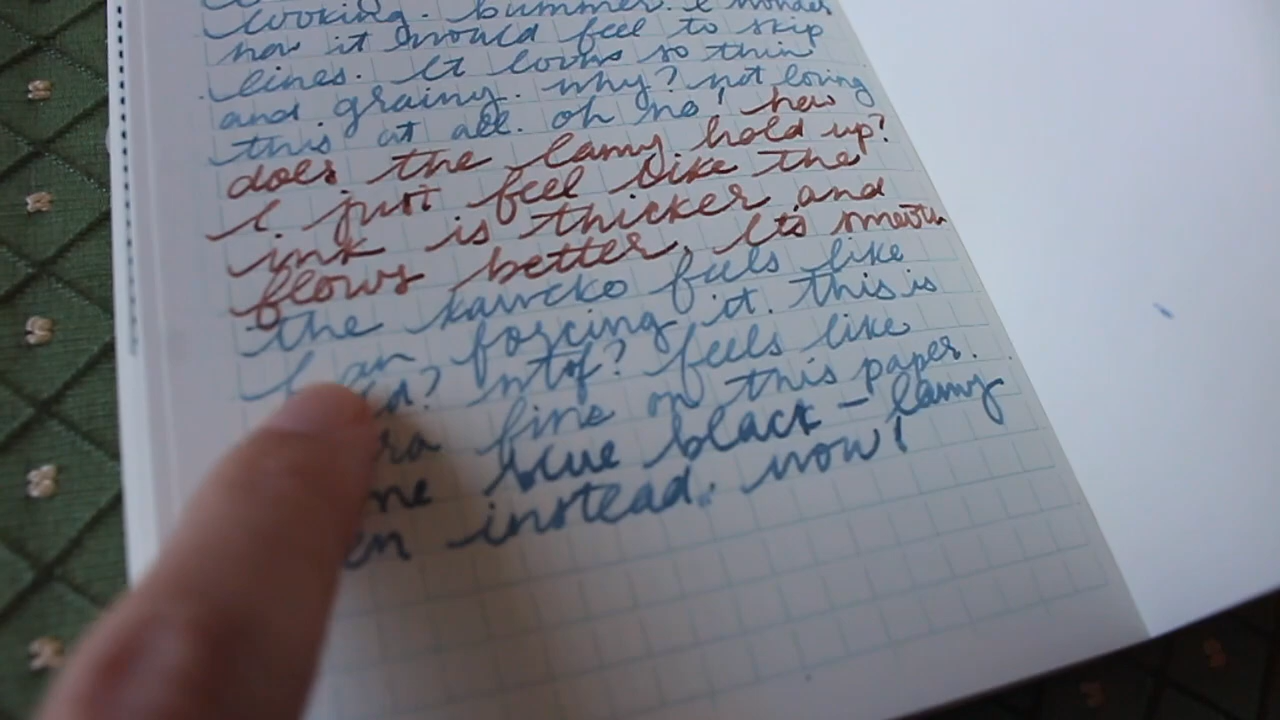 looking. bummer. I wonder
how it would feel to skip
lines. It looks so thin
and grainy. why? not loving
this at all. oh no! how
does the lamy hold up?
I just feel like the
ink is thicker and
flows better. It's smooth
the kaweko feels like
I am forcing it. this is
? wtf? feels like
fine on this paper.
blue black - lamy
instead. wow!